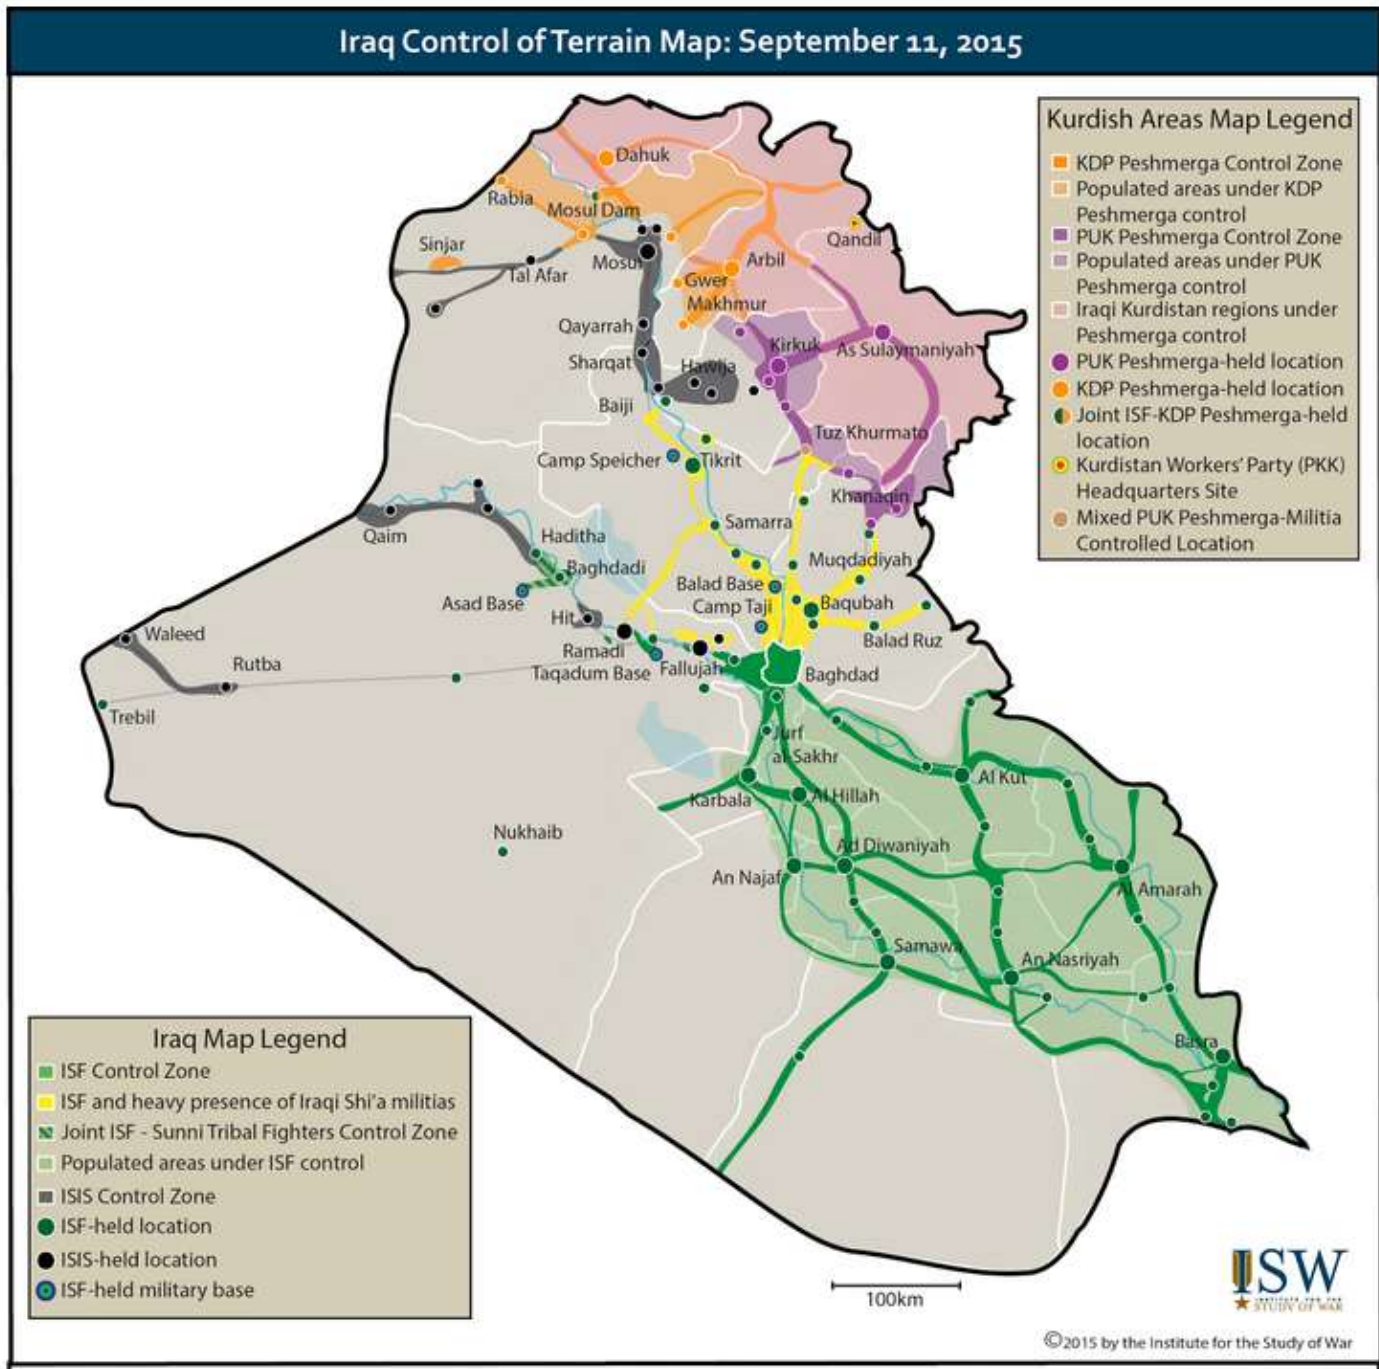 Iraq Control of Terrain Map: September 11, 2015
Kurdish Areas Map Legend
KDP Peshmerga Control Zone
Populated areas under KDP
Peshmerga control
PUK Peshmerga Control Zone
Populated areas under PUK
Peshmerga control
Iraqi Kurdistan regions under
Peshmerga control
PUK Peshmerga-held location
KDP Peshmerga-held location
Joint ISF-KDP Peshmerga-held
location
Kurdistan Workers' Party (PKK)
Headquarters Site
Mixed PUK Peshmerga-Militia
Controlled Location
Dahuk
Rabia
Mosul Dam
Qandil
Sinjar
Tal Afar
Mosul
Arbil
Gwer
Makhmur
Qayarrah
Kirkuk
As Sulaymaniyah
Sharqat
Hawija
Baiji
Tuz Khurmato
Camp Speicher
Tikrit
Khanaqin
Samarra
Qaim
Haditha
Muqdadiyah
Baghdadi
Balad Base
Asad Base
Camp Taji
Baqubah
Hit
Balad Ruz
Waleed
Ramadi
Rutba
Taqadum Base
Fallujah
Baghdad
Trebil
Jurf
al-Sakhr
Al Kut
Karbala
Al Hillah
Nukhaib
Ad Diwaniyah
An Najaf
Al Amarah
Samawa
An Nasriyah
Basra
Iraq Map Legend
ISF Control Zone
ISF and heavy presence of Iraqi Shi'a militias
Joint ISF - Sunni Tribal Fighters Control Zone
Populated areas under ISF control
ISIS Control Zone
ISF-held location
ISIS-held location
ISF-held military base
100km
ISW
INSTITUTE FOR THE
STUDY OF WAR
©2015 by the Institute for the Study of War